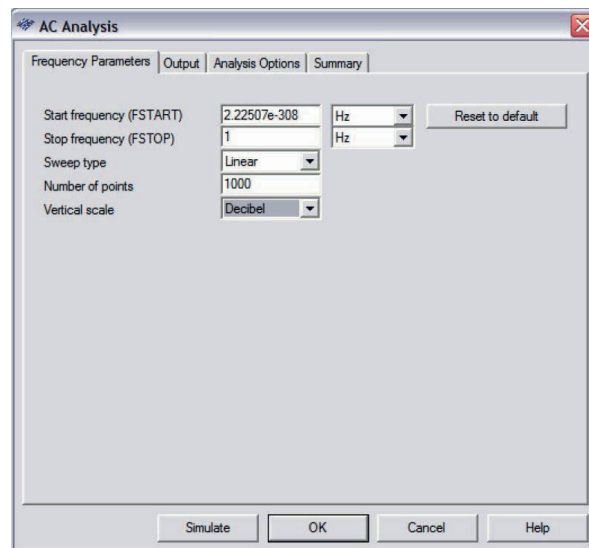 AC Analysis
Frequency Parameters Output Analysis Options Summary
Start frequency (FSTART) 2.22507e-308 Hz Reset to default
Stop frequency (FSTOP) 1 Hz
Sweep type Linear
Number of points 1000
Vertical scale Decibel
Simulate OK Cancel Help